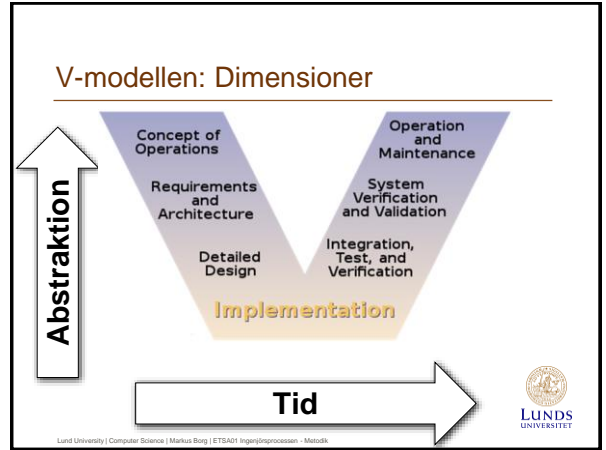 V-modellen: Dimensioner
Abstraktion
Concept of
Operations
Requirements
and
Architecture
Detailed
Design
Implementation
Operation
and
Maintenance
System
Verification
and Validation
Integration,
Test, and
Verification
Tid
LUNDS
UNIVERSITET
Lund University | Computer Science | Markus Borg | ETSA01 Ingenjörsprocessen - Metodik